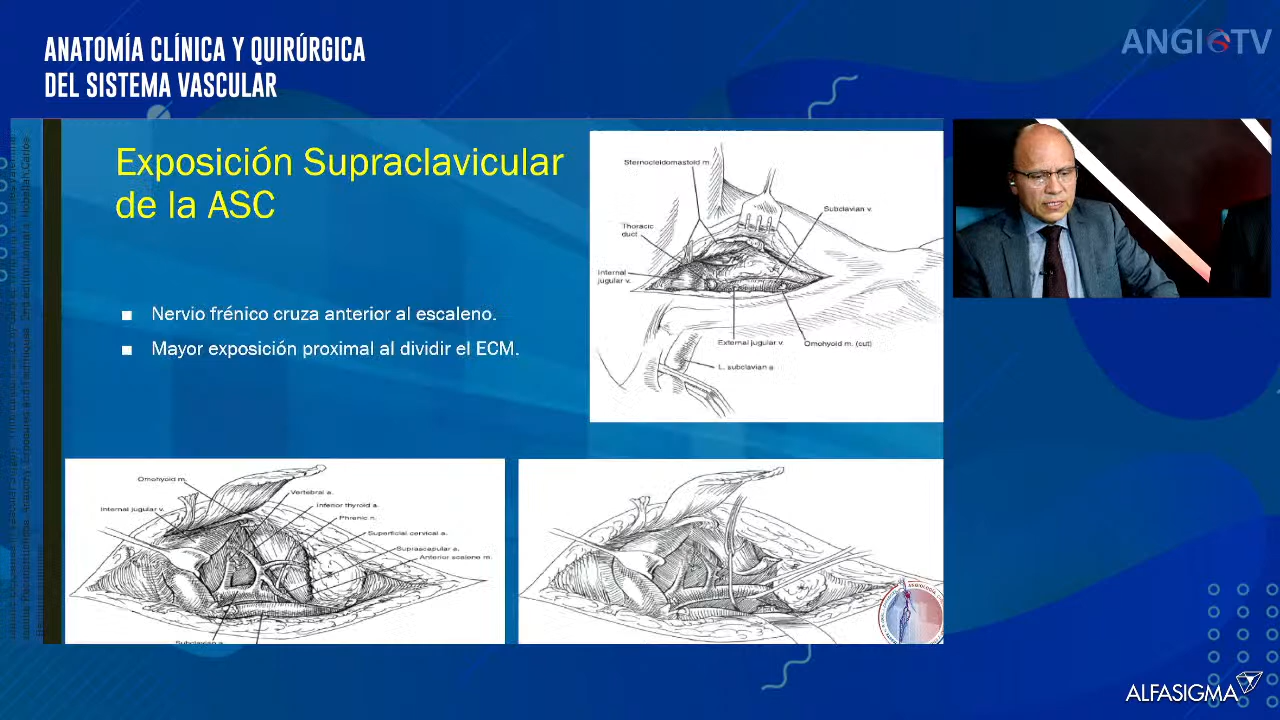 ANATOMÍA CLÍNICA Y QUIRÚRGICA
DEL SISTEMA VASCULAR
ANGIOTV
Exposición Supraclavicular
de la ASC
■ Nervio frénico cruza anterior al escaleno.
■ Mayor exposición proximal al dividir el ECM.
Sternocleidomastoid m.
Subclavian v.
Thoracic
duct
Internal
jugular v.
External jugular v.
Omohyoid m. (cut)
L. subclavian a
Omohyoid m.
Vertebral a.
Internal jugular v.
Inferior thyroid a.
Phrenic n.
Superficial cervical a.
Suprascapular a.
Anterior scalene m.
ALFASIGMA